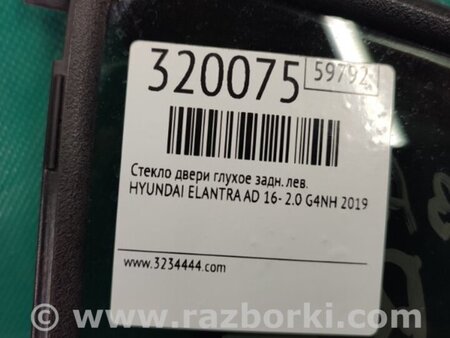 320075 59792
Стекло двери глухое задн. лев.
HYUNDAI ELANTRA AD 16- 2.0 G4NH 2019
www.3234444.com
www.razborki.com